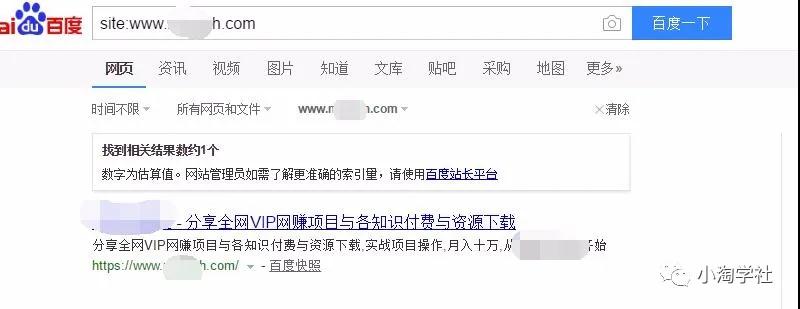 Bai du 百度 site:www. h.com 百度一下
网页 资讯 视频 图片 知道 文库 贴吧 采购 地图 更多»
时间不限 所有网页和文件 www. h.com ×清除
找到相关结果数约1个
数字为估算值。网站管理员如需了解更准确的索引量，请使用百度站长平台
- 分享全网VIP网赚项目与各知识付费与资源下载
分享全网VIP网赚项目与各知识付费与资源下载,实战项目操作,月入十万,从 开始
https://www. h.com/ - 百度快照
小淘学社